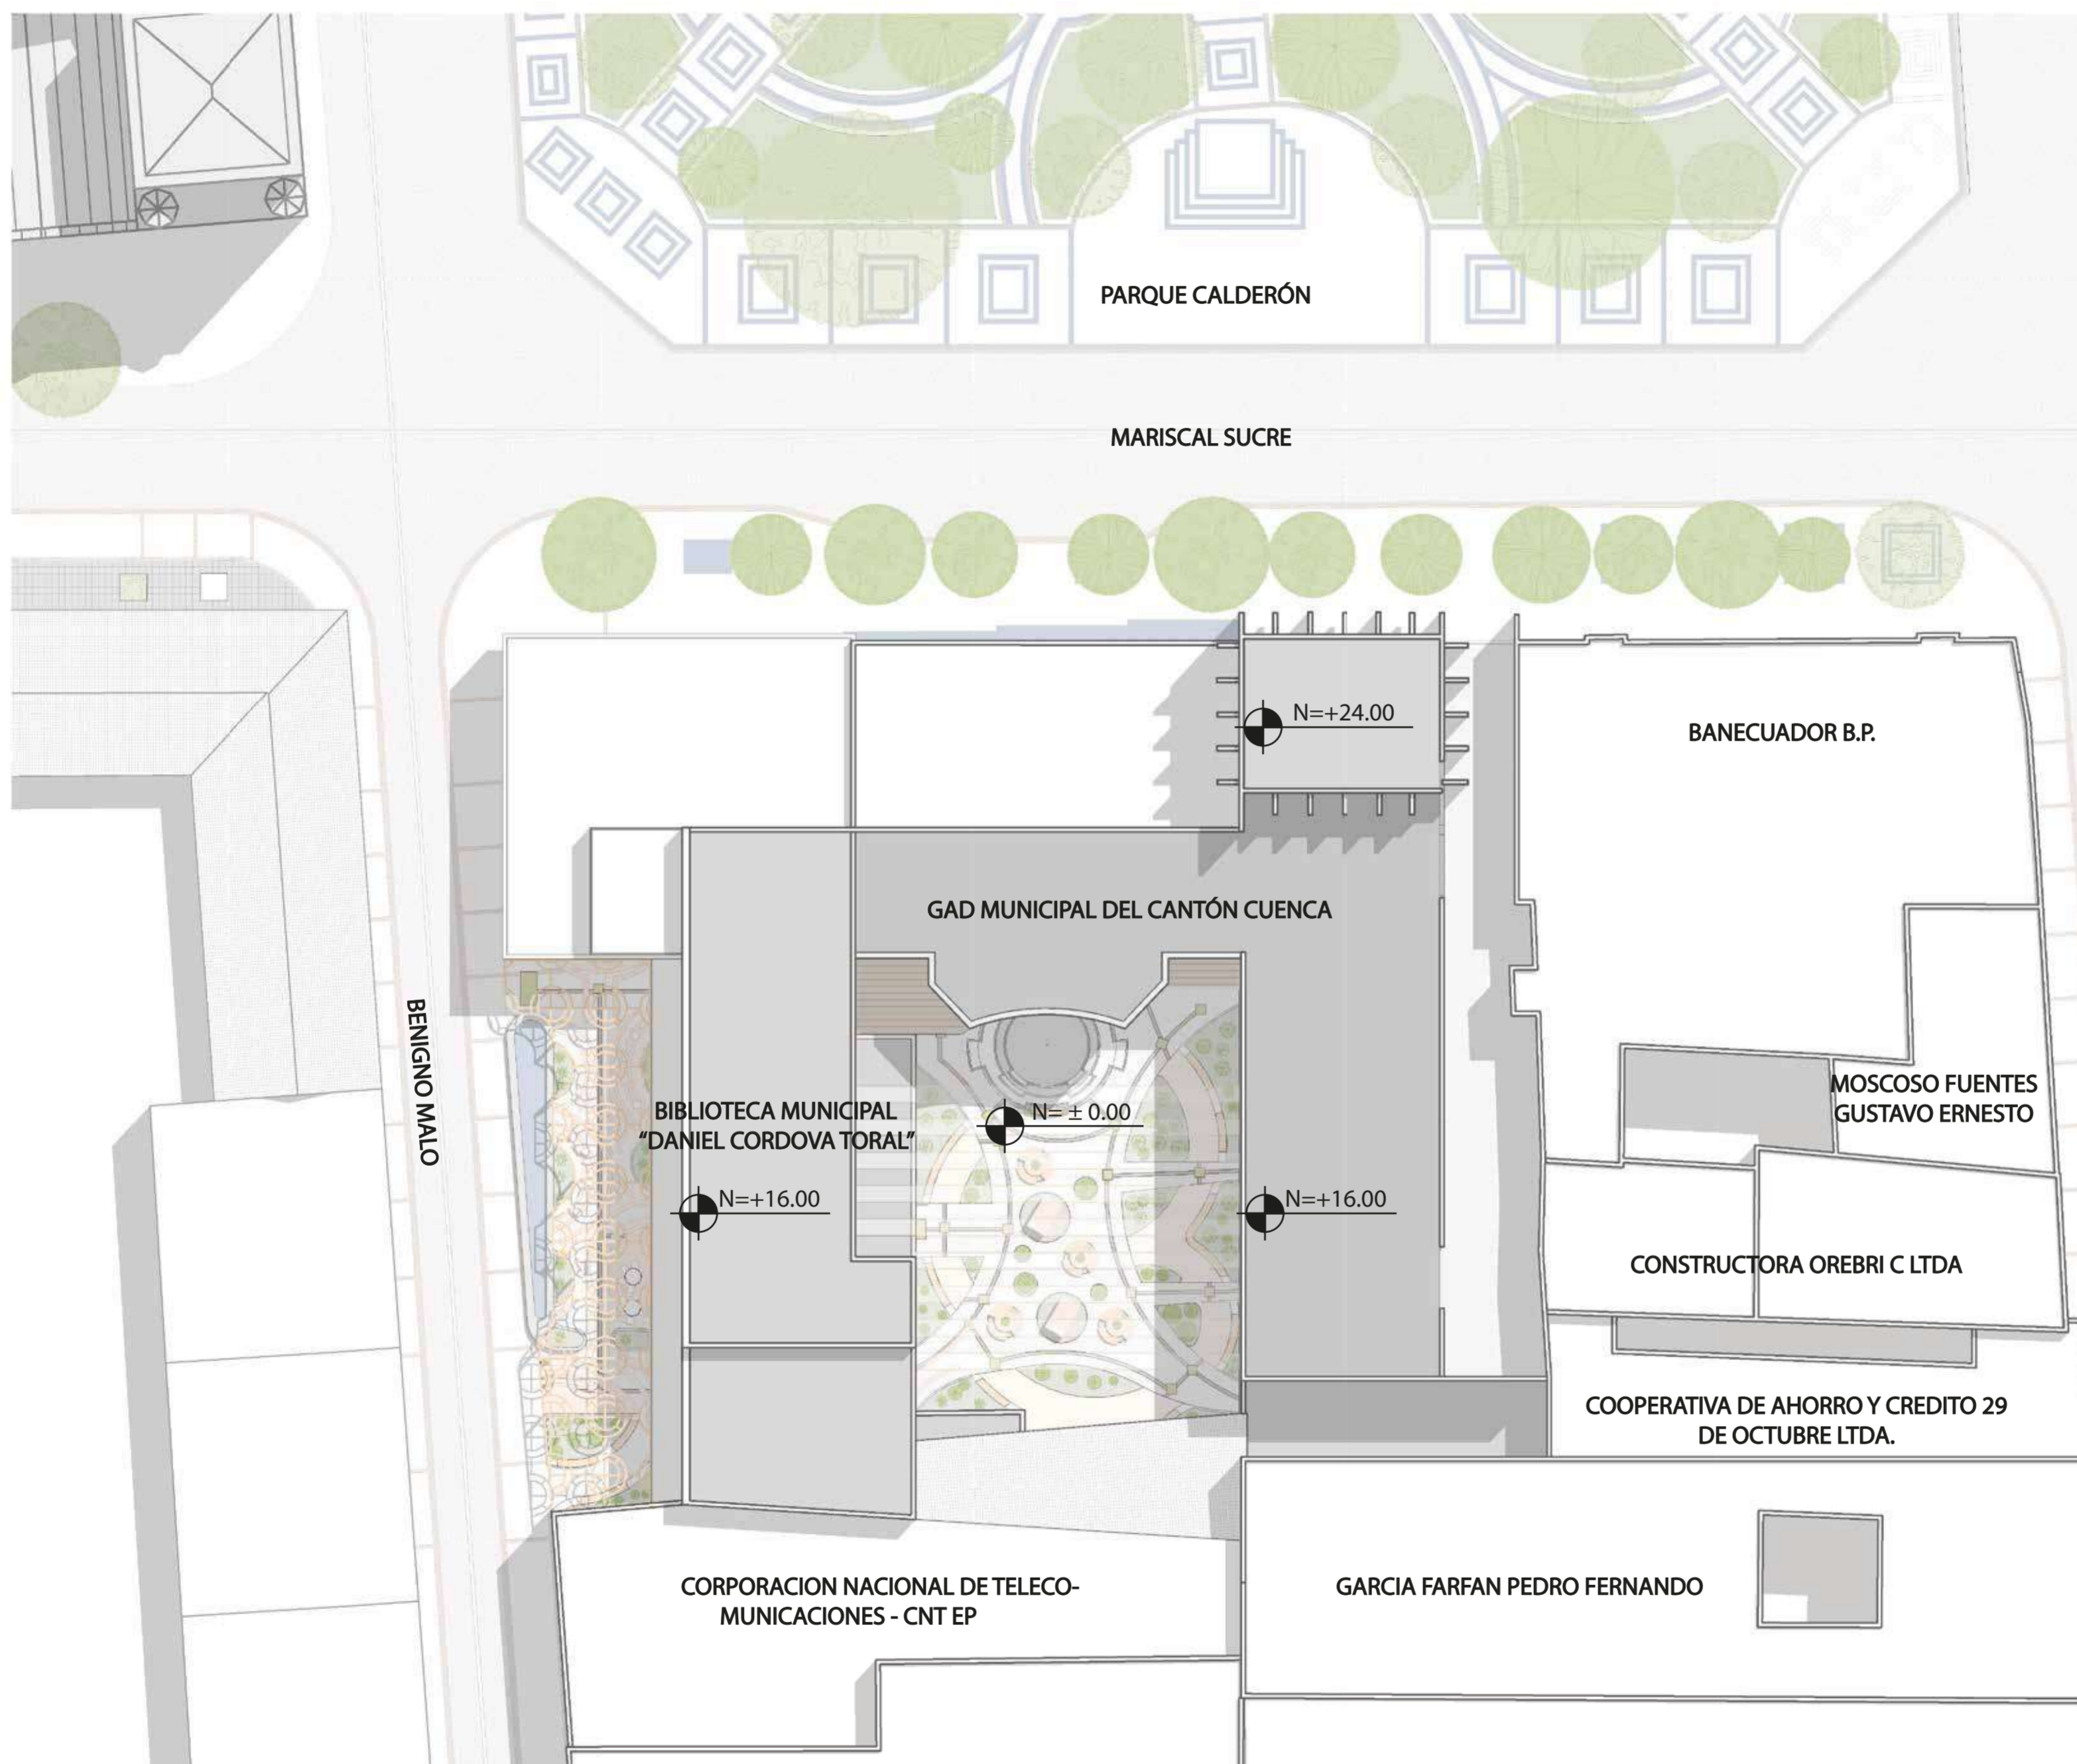 PARQUE CALDERÓN
MARISCAL SUCRE
N=+24.00
BANECUADOR B.P.
GAD MUNICIPAL DEL CANTÓN CUENCA
BENIGNO MALO
BIBLIOTECA MUNICIPAL
“DANIEL CORDOVA TORAL”
N= ± 0.00
MOSCOSO FUENTES
GUSTAVO ERNESTO
N=+16.00
N=+16.00
CONSTRUCTORA OREBRI C LTDA
COOPERATIVA DE AHORRO Y CREDITO 29
DE OCTUBRE LTDA.
CORPORACION NACIONAL DE TELECO-
MUNICACIONES - CNT EP
GARCIA FARFAN PEDRO FERNANDO